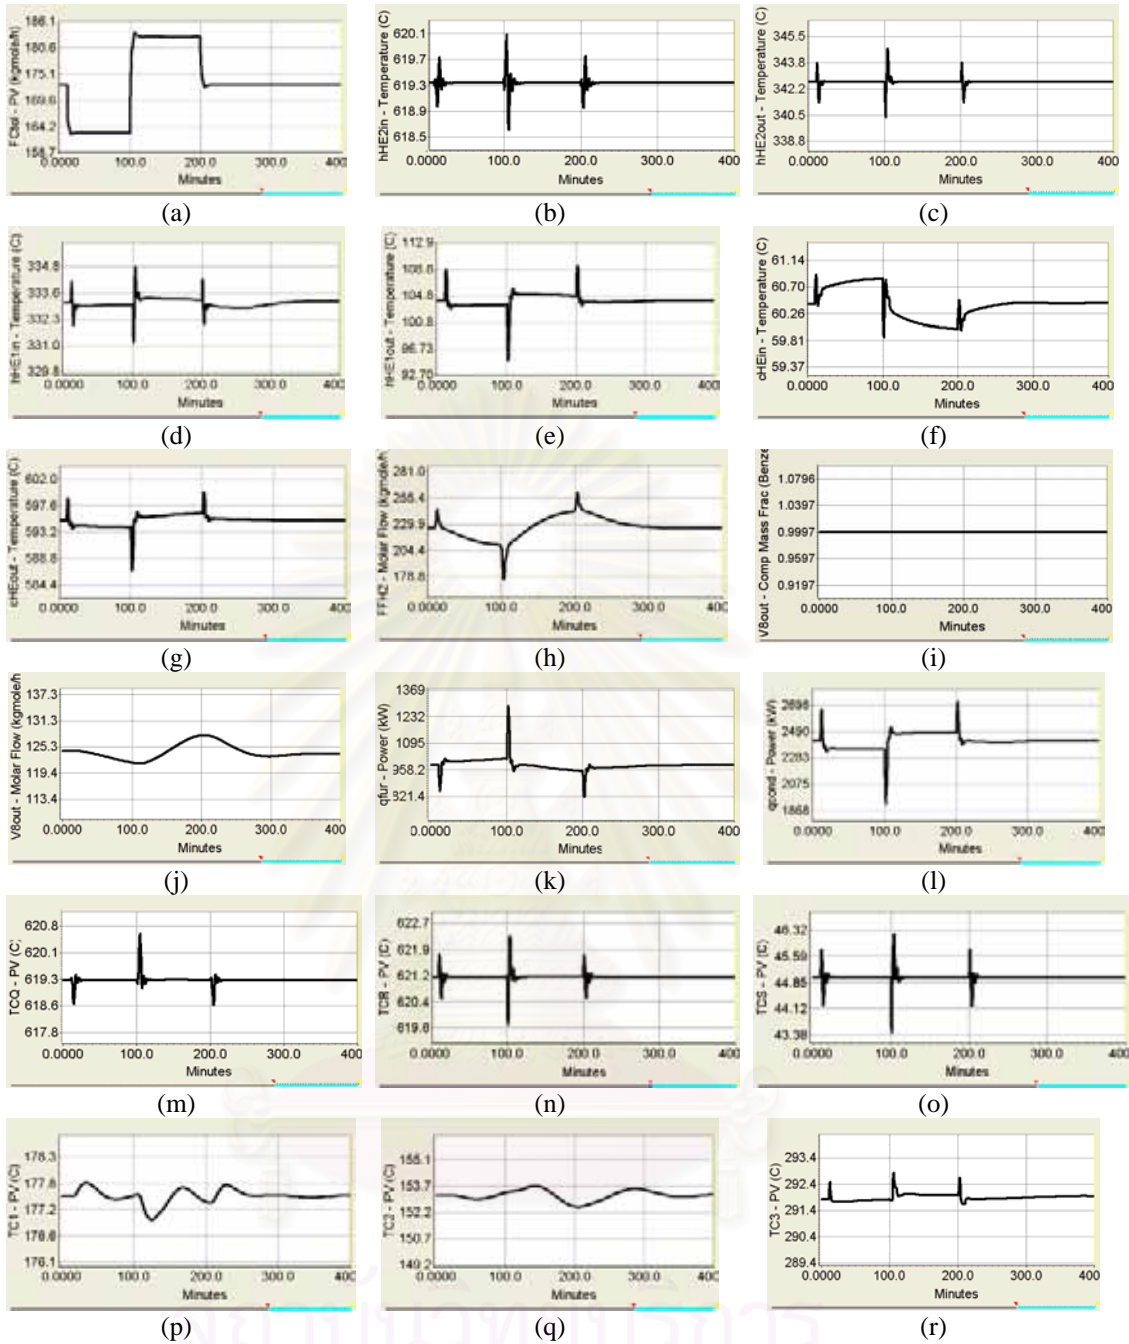 FCtol - PV (kgmole/h)
186.1
180.6
175.1
169.6
164.2
158.7
0.0000 100.0 200.0 300.0 400
Minutes
(a)
hHE2in - Temperature (C)
620.1
619.7
619.3
618.9
618.5
0.0000 100.0 200.0 300.0 400
Minutes
(b)
hHE2out - Temperature (C)
345.5
343.8
342.2
340.5
338.8
0.0000 100.0 200.0 300.0 400
Minutes
(c)
hHE1in - Temperature (C)
334.8
333.6
332.3
331.0
329.8
0.0000 100.0 200.0 300.0 400
Minutes
(d)
hHE1out - Temperature (C)
112.9
108.8
104.8
100.8
96.73
92.70
0.0000 100.0 200.0 300.0 400
Minutes
(e)
cHEin - Temperature (C)
61.14
60.70
60.26
59.81
59.37
0.0000 100.0 200.0 300.0 400
Minutes
(f)
cHEout - Temperature (C)
602.0
597.6
593.2
588.8
584.4
0.0000 100.0 200.0 300.0 400
Minutes
(g)
FFH2 - Molar Flow (kgmole/h
281.0
255.4
229.9
204.4
178.8
0.0000 100.0 200.0 300.0 400
Minutes
(h)
V8out - Comp Mass Frac (Benze
1.0796
1.0397
0.9997
0.9597
0.9197
0.0000 100.0 200.0 300.0 400
Minutes
(i)
V8out - Molar Flow (kgmole/h
137.3
131.3
125.3
119.4
113.4
0.0000 100.0 200.0 300.0 400
Minutes
(j)
qfur - Power (kW)
1369
1232
1095
958.2
821.4
0.0000 100.0 200.0 300.0 400
Minutes
(k)
qcond - Power (kW)
2698
2490
2283
2075
1868
0.0000 100.0 200.0 300.0 400
Minutes
(l)
TCQ - PV (C)
620.8
620.1
619.3
618.6
617.8
0.0000 100.0 200.0 300.0 400
Minutes
(m)
TCR - PV (C)
622.7
621.9
621.2
620.4
619.6
0.0000 100.0 200.0 300.0 400
Minutes
(n)
TCS - PV (C)
46.32
45.59
44.85
44.12
43.38
0.0000 100.0 200.0 300.0 400
Minutes
(o)
TC1 - PV (C)
178.3
177.8
177.2
176.6
176.1
0.0000 100.0 200.0 300.0 400
Minutes
(p)
TC2 - PV (C)
155.1
153.7
152.2
150.7
149.2
0.0000 100.0 200.0 300.0 400
Minutes
(q)
TC3 - PV (C)
293.4
292.4
291.4
290.4
289.4
0.0000 100.0 200.0 300.0 400
Minutes
(r)